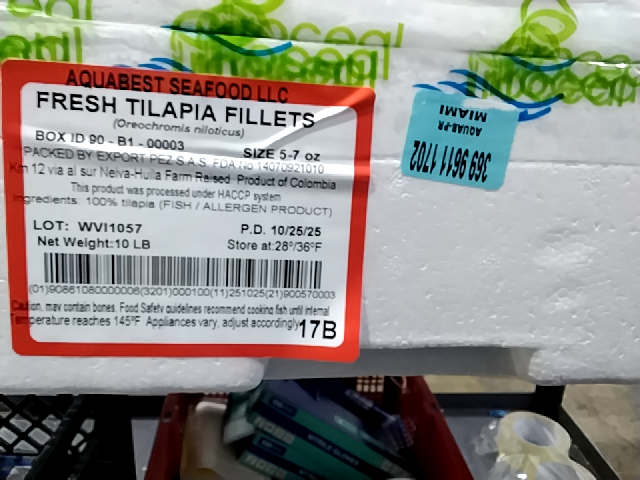 AQUABEST SEAFOOD LLC
FRESH TILAPIA FILLETS
(Oreochromis niloticus)
BOX ID 90 - B1 - 00003
SIZE 5-7 oz
PACKED BY EXPORT PEZ S.A.S. FDA No 14070921010
Km 12 via al sur Neiva-Huila Farm Raised Product of Colombia
This product was processed under HACCP system
Ingredients: 100% tilapia (FISH / ALLERGEN PRODUCT)
LOT: WVI1057
P.D. 10/25/25
Net Weight:10 LB
Store at:28°/36°F
(01)90861080000006(3201)000100(11)251025(21)900570003
Caution, may contain bones. Food Safety guidelines recommend cooking fish until internal
Temperature reaches 145°F Appliances vary, adjust accordingly
17B
369 9611 1702
AQUA-PR
MIAMI